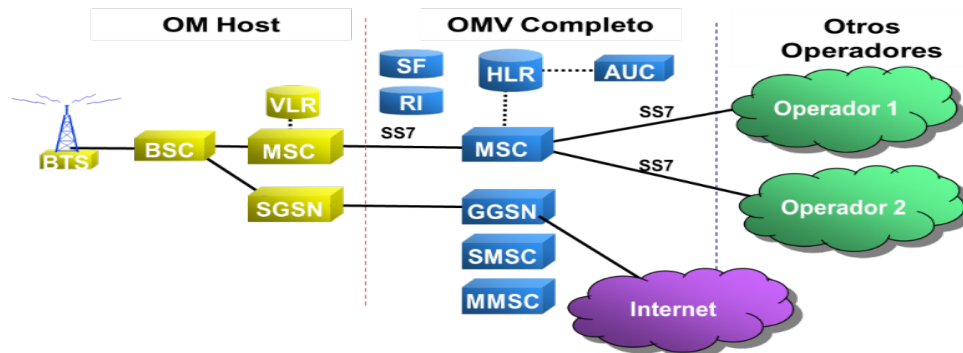 OM Host
OMV Completo
Otros
Operadores
SF
HLR
AUC
VLR
RI
SS7
Operador 1
BTS
BSC
MSC
SS7
MSC
SS7
SGSN
GGSN
Operador 2
SMSC
MMSC
Internet